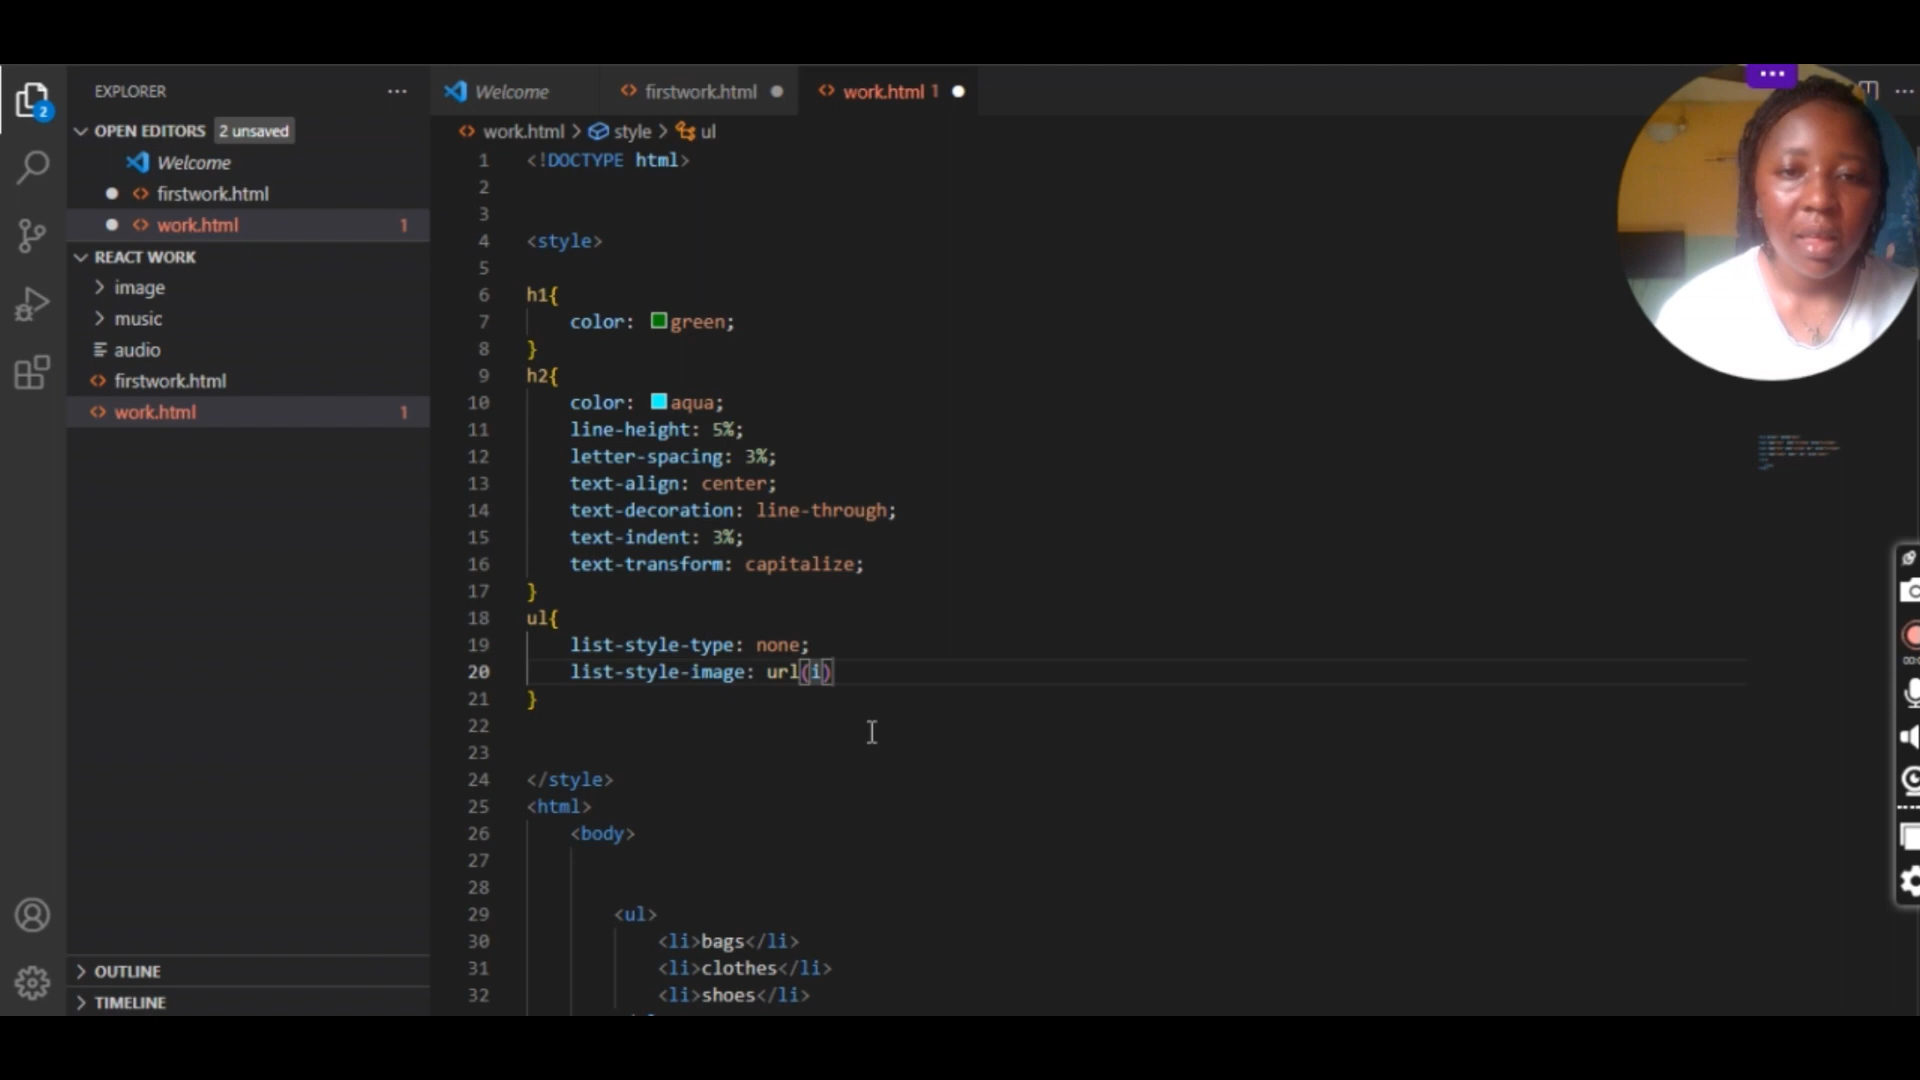 EXPLORER
Welcome
firstwork.html
work.html 1
OPEN EDITORS 2 unsaved
work.html > style > ul
Welcome
firstwork.html
work.html 1
REACT WORK
image
music
audio
firstwork.html
work.html 1
OUTLINE
TIMELINE
2
1 <!DOCTYPE html>
2
3
4 <style>
5
6 h1{
7 color: green;
8 }
9 h2{
10 color: aqua;
11 line-height: 5%;
12 letter-spacing: 3%;
13 text-align: center;
14 text-decoration: line-through;
15 text-indent: 3%;
16 text-transform: capitalize;
17 }
18 ul{
19 list-style-type: none;
20 list-style-image: url(i)
21 }
22
23
24 </style>
25 <html>
26 <body>
27
28
29 <ul>
30 <li>bags</li>
31 <li>clothes</li>
32 <li>shoes</li>